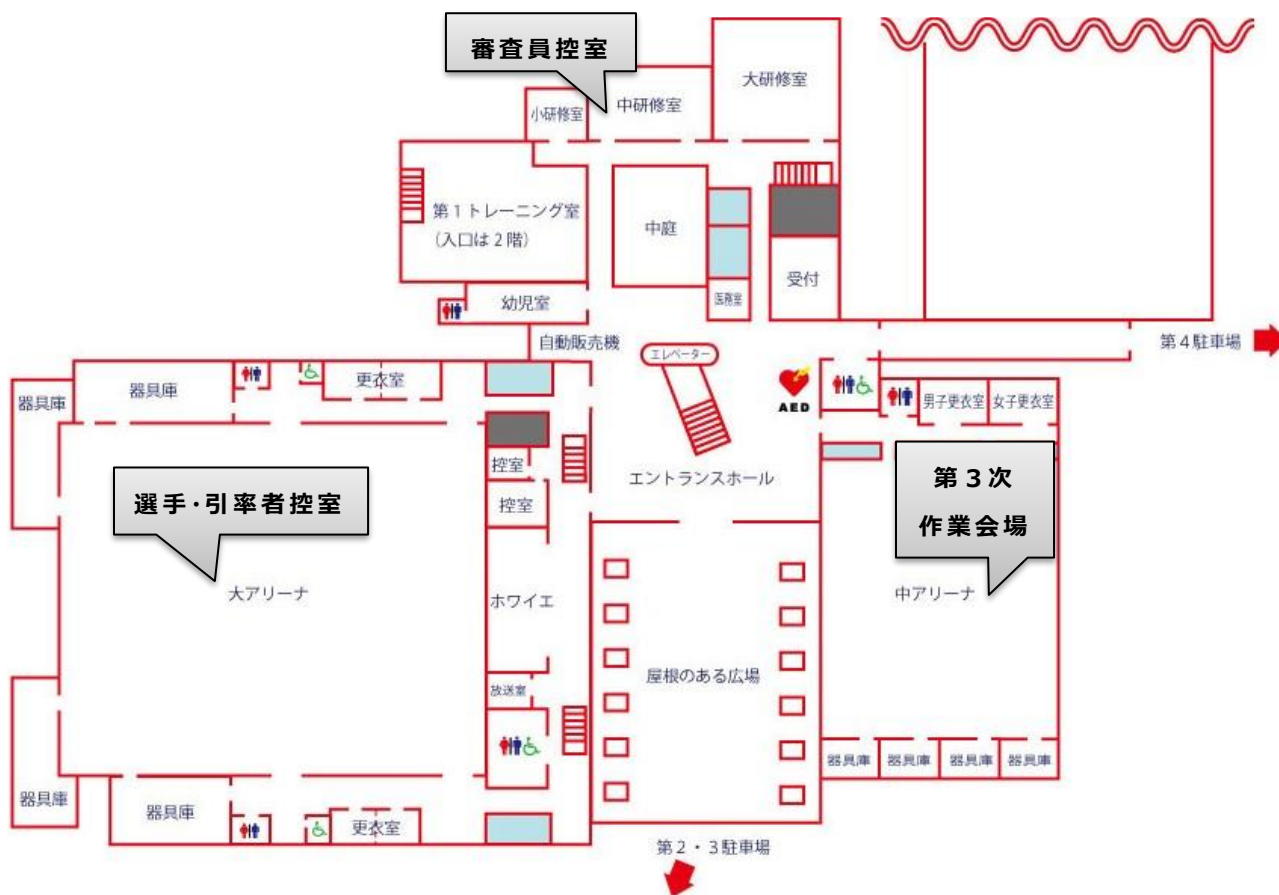 審査員控室
大研修室
中研修室
小研修室
第1トレーニング室
(入口は2階)
中庭
受付
医務室
幼児室
自動販売機
エレベーター
第4駐車場
AED
器具庫
器具庫
更衣室
男子更衣室
女子更衣室
控室
控室
エントランスホール
選手・引率者控室
第3次
作業会場
大アリーナ
ホワイエ
中アリーナ
屋根のある広場
放送室
器具庫
器具庫
器具庫
器具庫
器具庫
器具庫
更衣室
第2・3駐車場